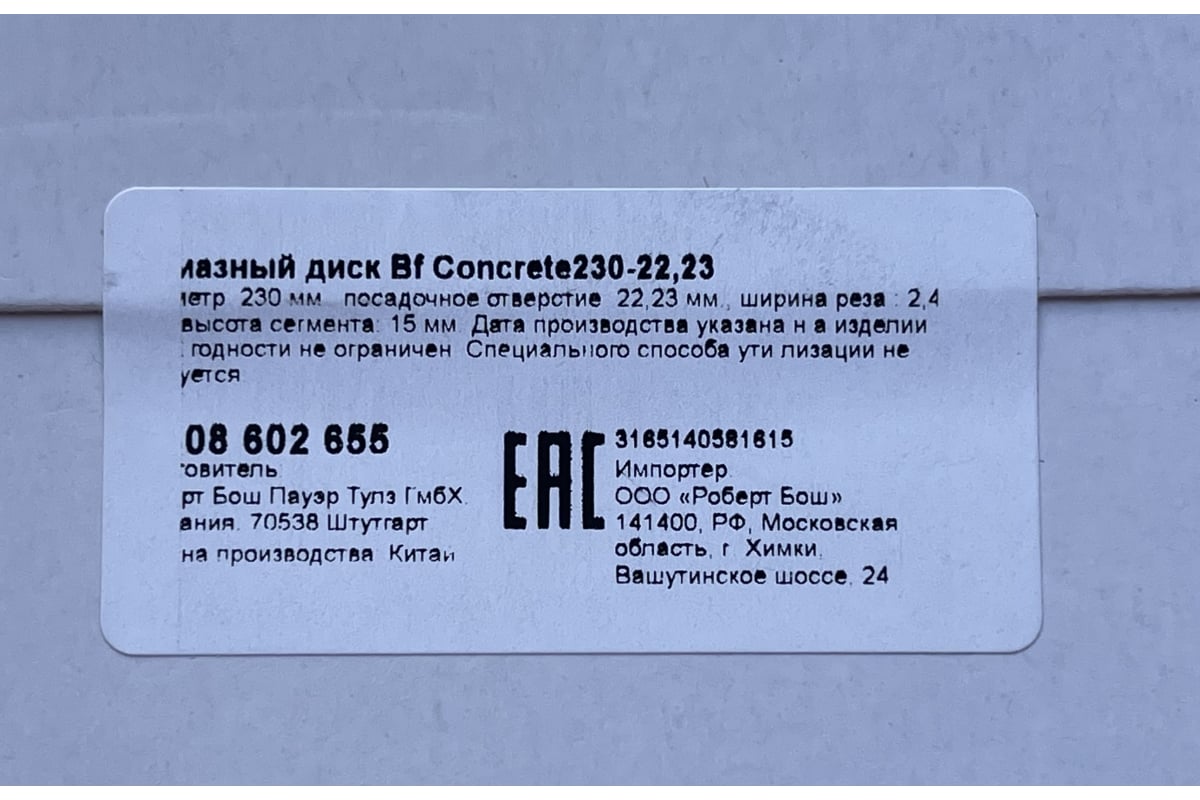 иазный диск Bf Concrete230-22,23
метр 230 мм посадочное отверстие 22,23 мм., ширина реза : 2,4
высота сегмента: 15 мм Дата производства указана н а изделии
годности не ограничен Специального способа ути лизации не
уется
08 602 655
овитель
рт Бош Пауэр Тулз ГмбХ.
ания. 70538 Штутгарт
на производства Китай
EAC
3165140581615
Импортер.
ООО «Роберт Бош»
141400, РФ, Московская
область, г. Химки,
Вашутинское шоссе. 24